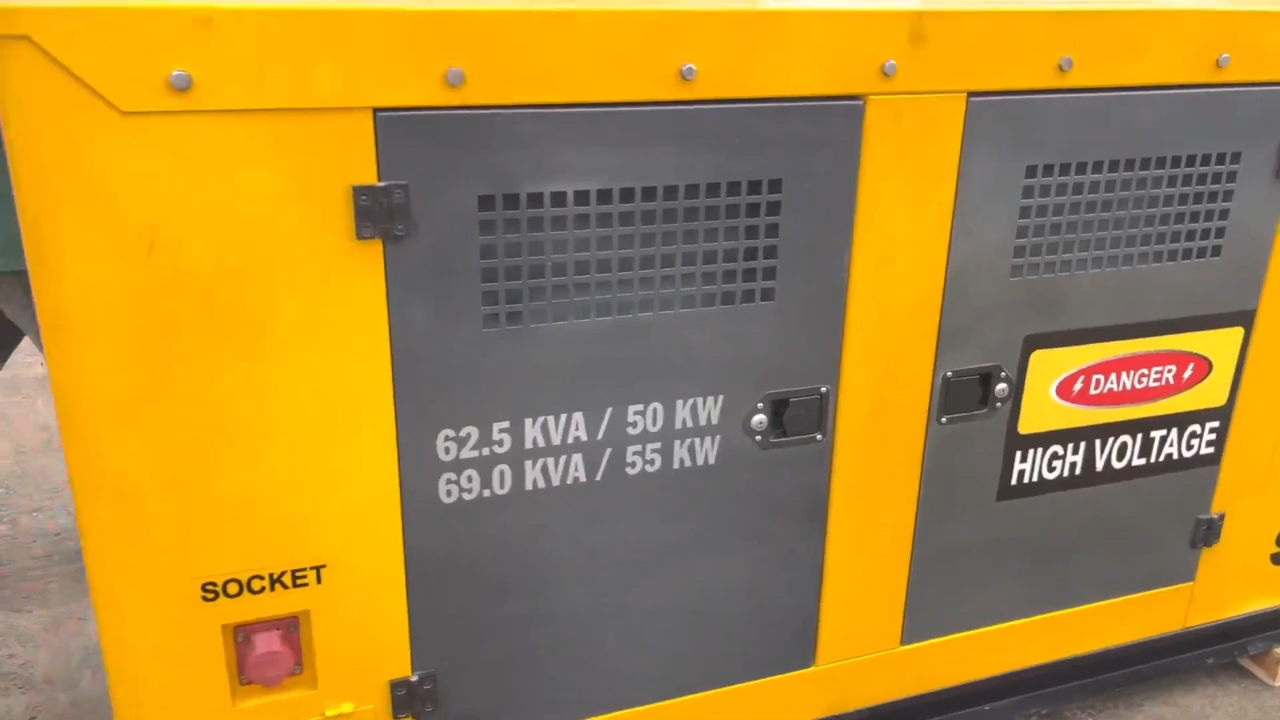 62.5 KVA / 50 KW
69.0 KVA / 55 KW
DANGER
HIGH VOLTAGE
SOCKET